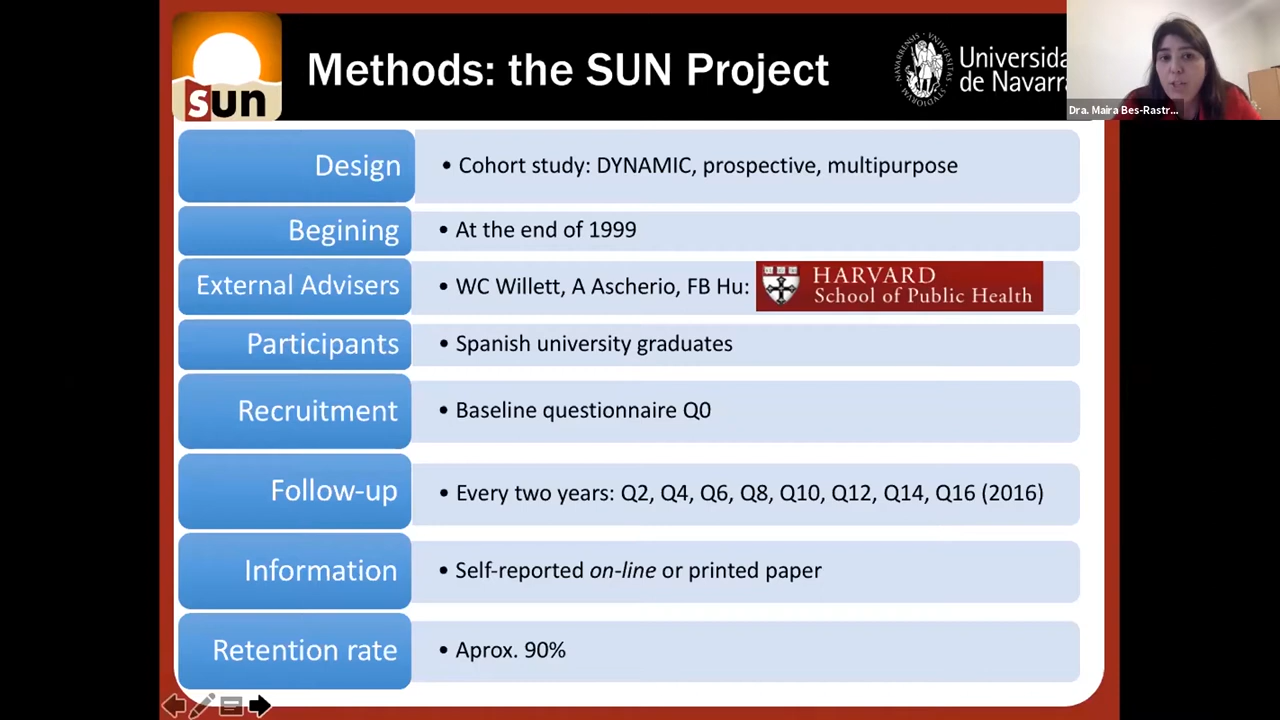 sun
Methods: the SUN Project
Universida
de Navarra
Dra. Maira Bes-Rastr...
Design
• Cohort study: DYNAMIC, prospective, multipurpose
Begining
• At the end of 1999
External Advisers
• WC Willett, A Ascherio, FB Hu:
HARVARD
School of Public Health
Participants
• Spanish university graduates
Recruitment
• Baseline questionnaire Q0
Follow-up
• Every two years: Q2, Q4, Q6, Q8, Q10, Q12, Q14, Q16 (2016)
Information
• Self-reported on-line or printed paper
Retention rate
• Aprox. 90%